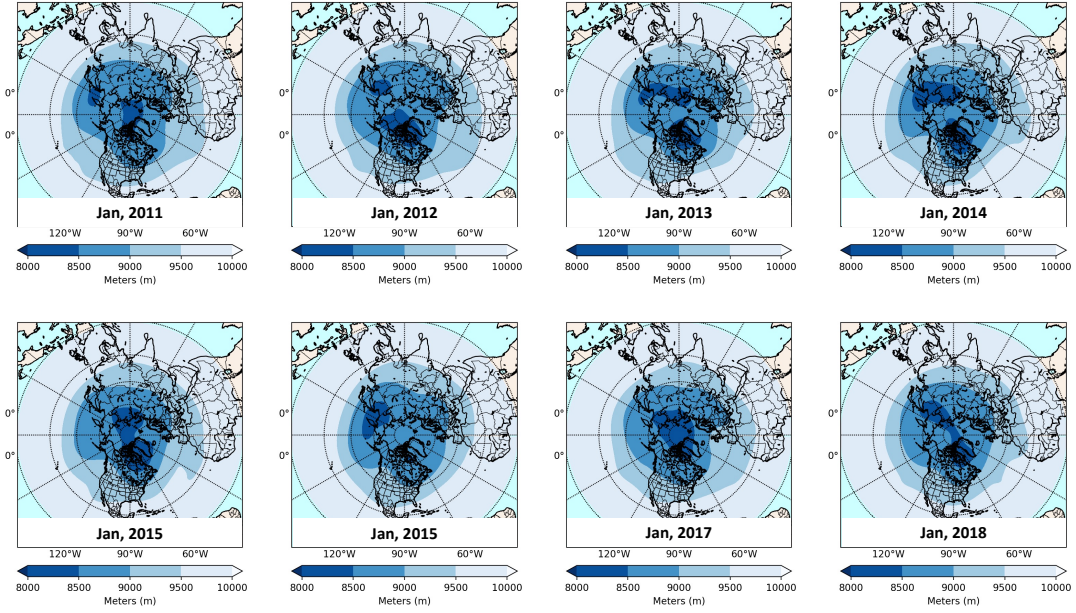 0° 0° 0° 0°
0° 0° 0° 0°
Jan, 2011 Jan, 2012 Jan, 2013 Jan, 2014
120°W 90°W 60°W 120°W 90°W 60°W 120°W 90°W 60°W 120°W 90°W 60°W
8000 8500 9000 9500 10000 8000 8500 9000 9500 10000 8000 8500 9000 9500 10000 8000 8500 9000 9500 10000
Meters (m) Meters (m) Meters (m) Meters (m)
0° 0° 0° 0°
0° 0° 0° 0°
Jan, 2015 Jan, 2015 Jan, 2017 Jan, 2018
120°W 90°W 60°W 120°W 90°W 60°W 120°W 90°W 60°W 120°W 90°W 60°W
8000 8500 9000 9500 10000 8000 8500 9000 9500 10000 8000 8500 9000 9500 10000 8000 8500 9000 9500 10000
Meters (m) Meters (m) Meters (m) Meters (m)